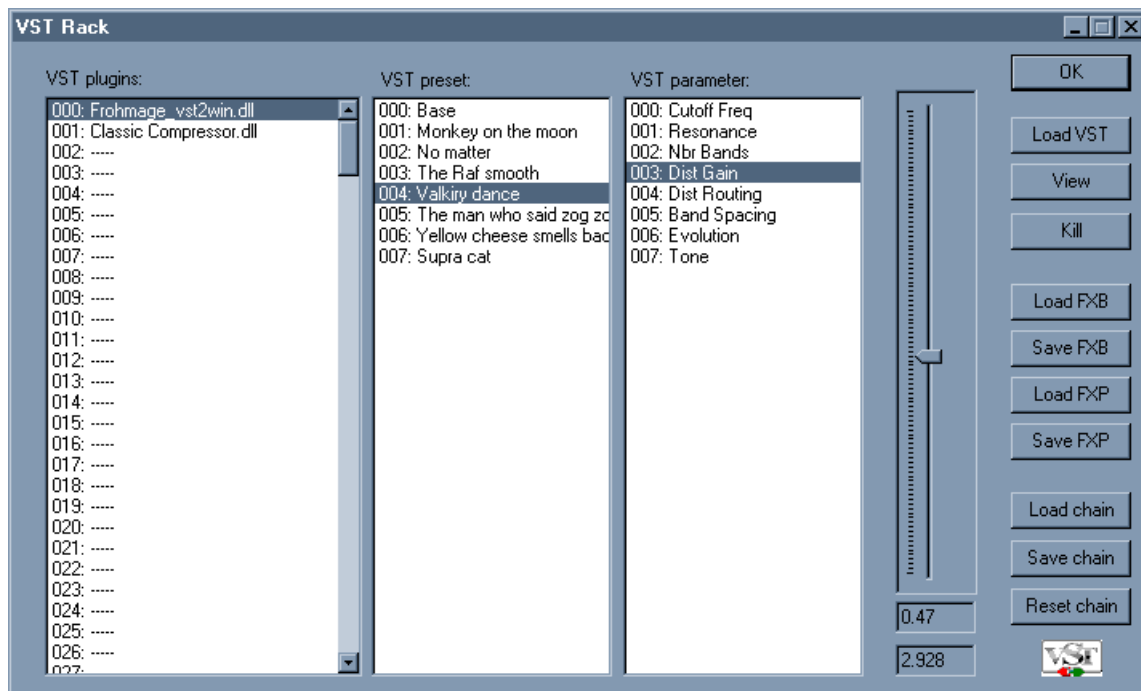 VST Rack
VST plugins:
000: Frohmage_vst2win.dll
001: Classic Compressor.dll
002: -----
003: -----
004: -----
005: -----
006: -----
007: -----
008: -----
009: -----
010: -----
011: -----
012: -----
013: -----
014: -----
015: -----
016: -----
017: -----
018: -----
019: -----
020: -----
021: -----
022: -----
023: -----
024: -----
025: -----
026: -----
027:
VST preset:
000: Base
001: Monkey on the moon
002: No matter
003: The Raf smooth
004: Valkiry dance
005: The man who said zog zo
006: Yellow cheese smells bad
007: Supra cat
VST parameter:
000: Cutoff Freq
001: Resonance
002: Nbr Bands
003: Dist Gain
004: Dist Routing
005: Band Spacing
006: Evolution
007: Tone
0.47
2.928
OK
Load VST
View
Kill
Load FXB
Save FXB
Load FXP
Save FXP
Load chain
Save chain
Reset chain
VST